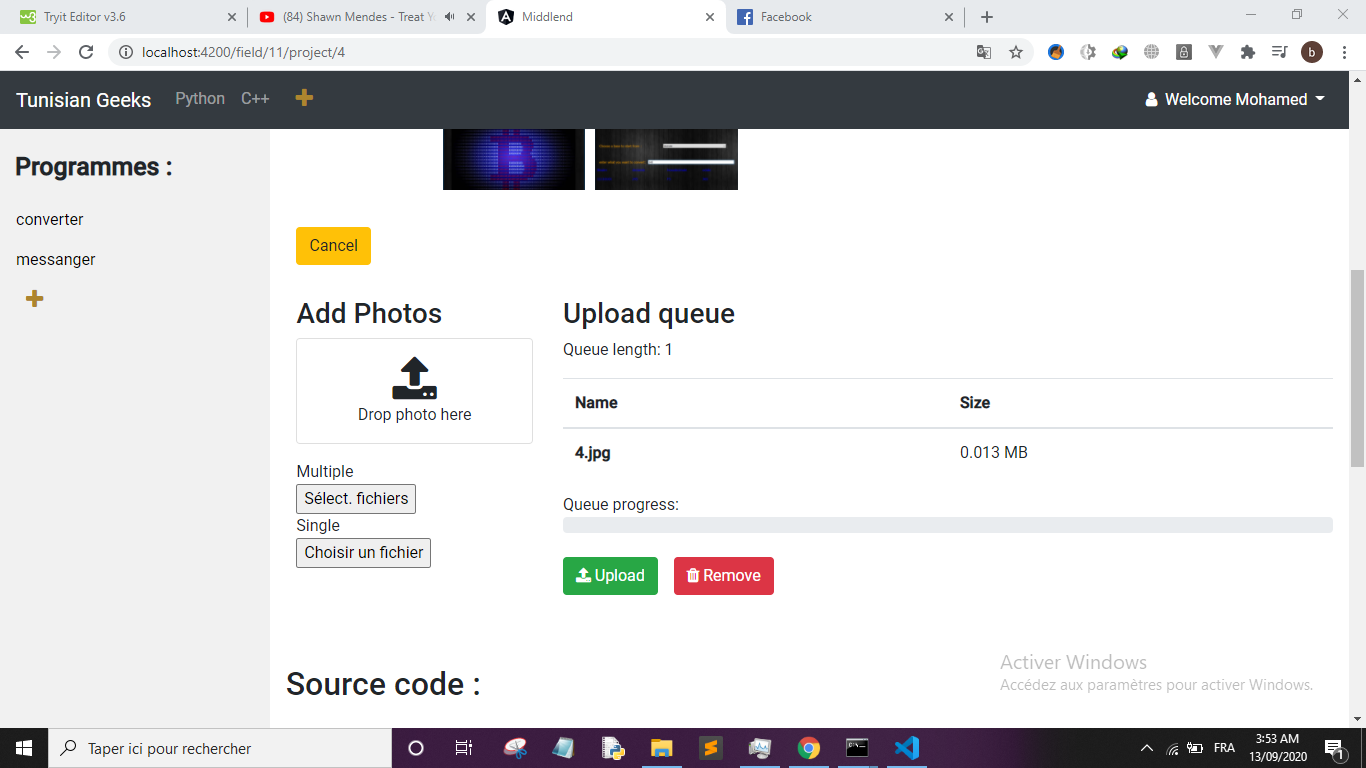 Tryit Editor v3.6
(84) Shawn Mendes - Treat Y
Middlend
Facebook
localhost:4200/field/11/project/4
b
Tunisian Geeks
Python
C++
Welcome Mohamed
Programmes :
converter
messanger
Cancel
Add Photos
Drop photo here
Multiple
Sélect. fichiers
Single
Choisir un fichier
Upload queue
Queue length: 1
Name Size
4.jpg 0.013 MB
Queue progress:
Upload
Remove
Source code :
Activer Windows
Accédez aux paramètres pour activer Windows.
Taper ici pour rechercher
FRA
3:53 AM
13/09/2020
1